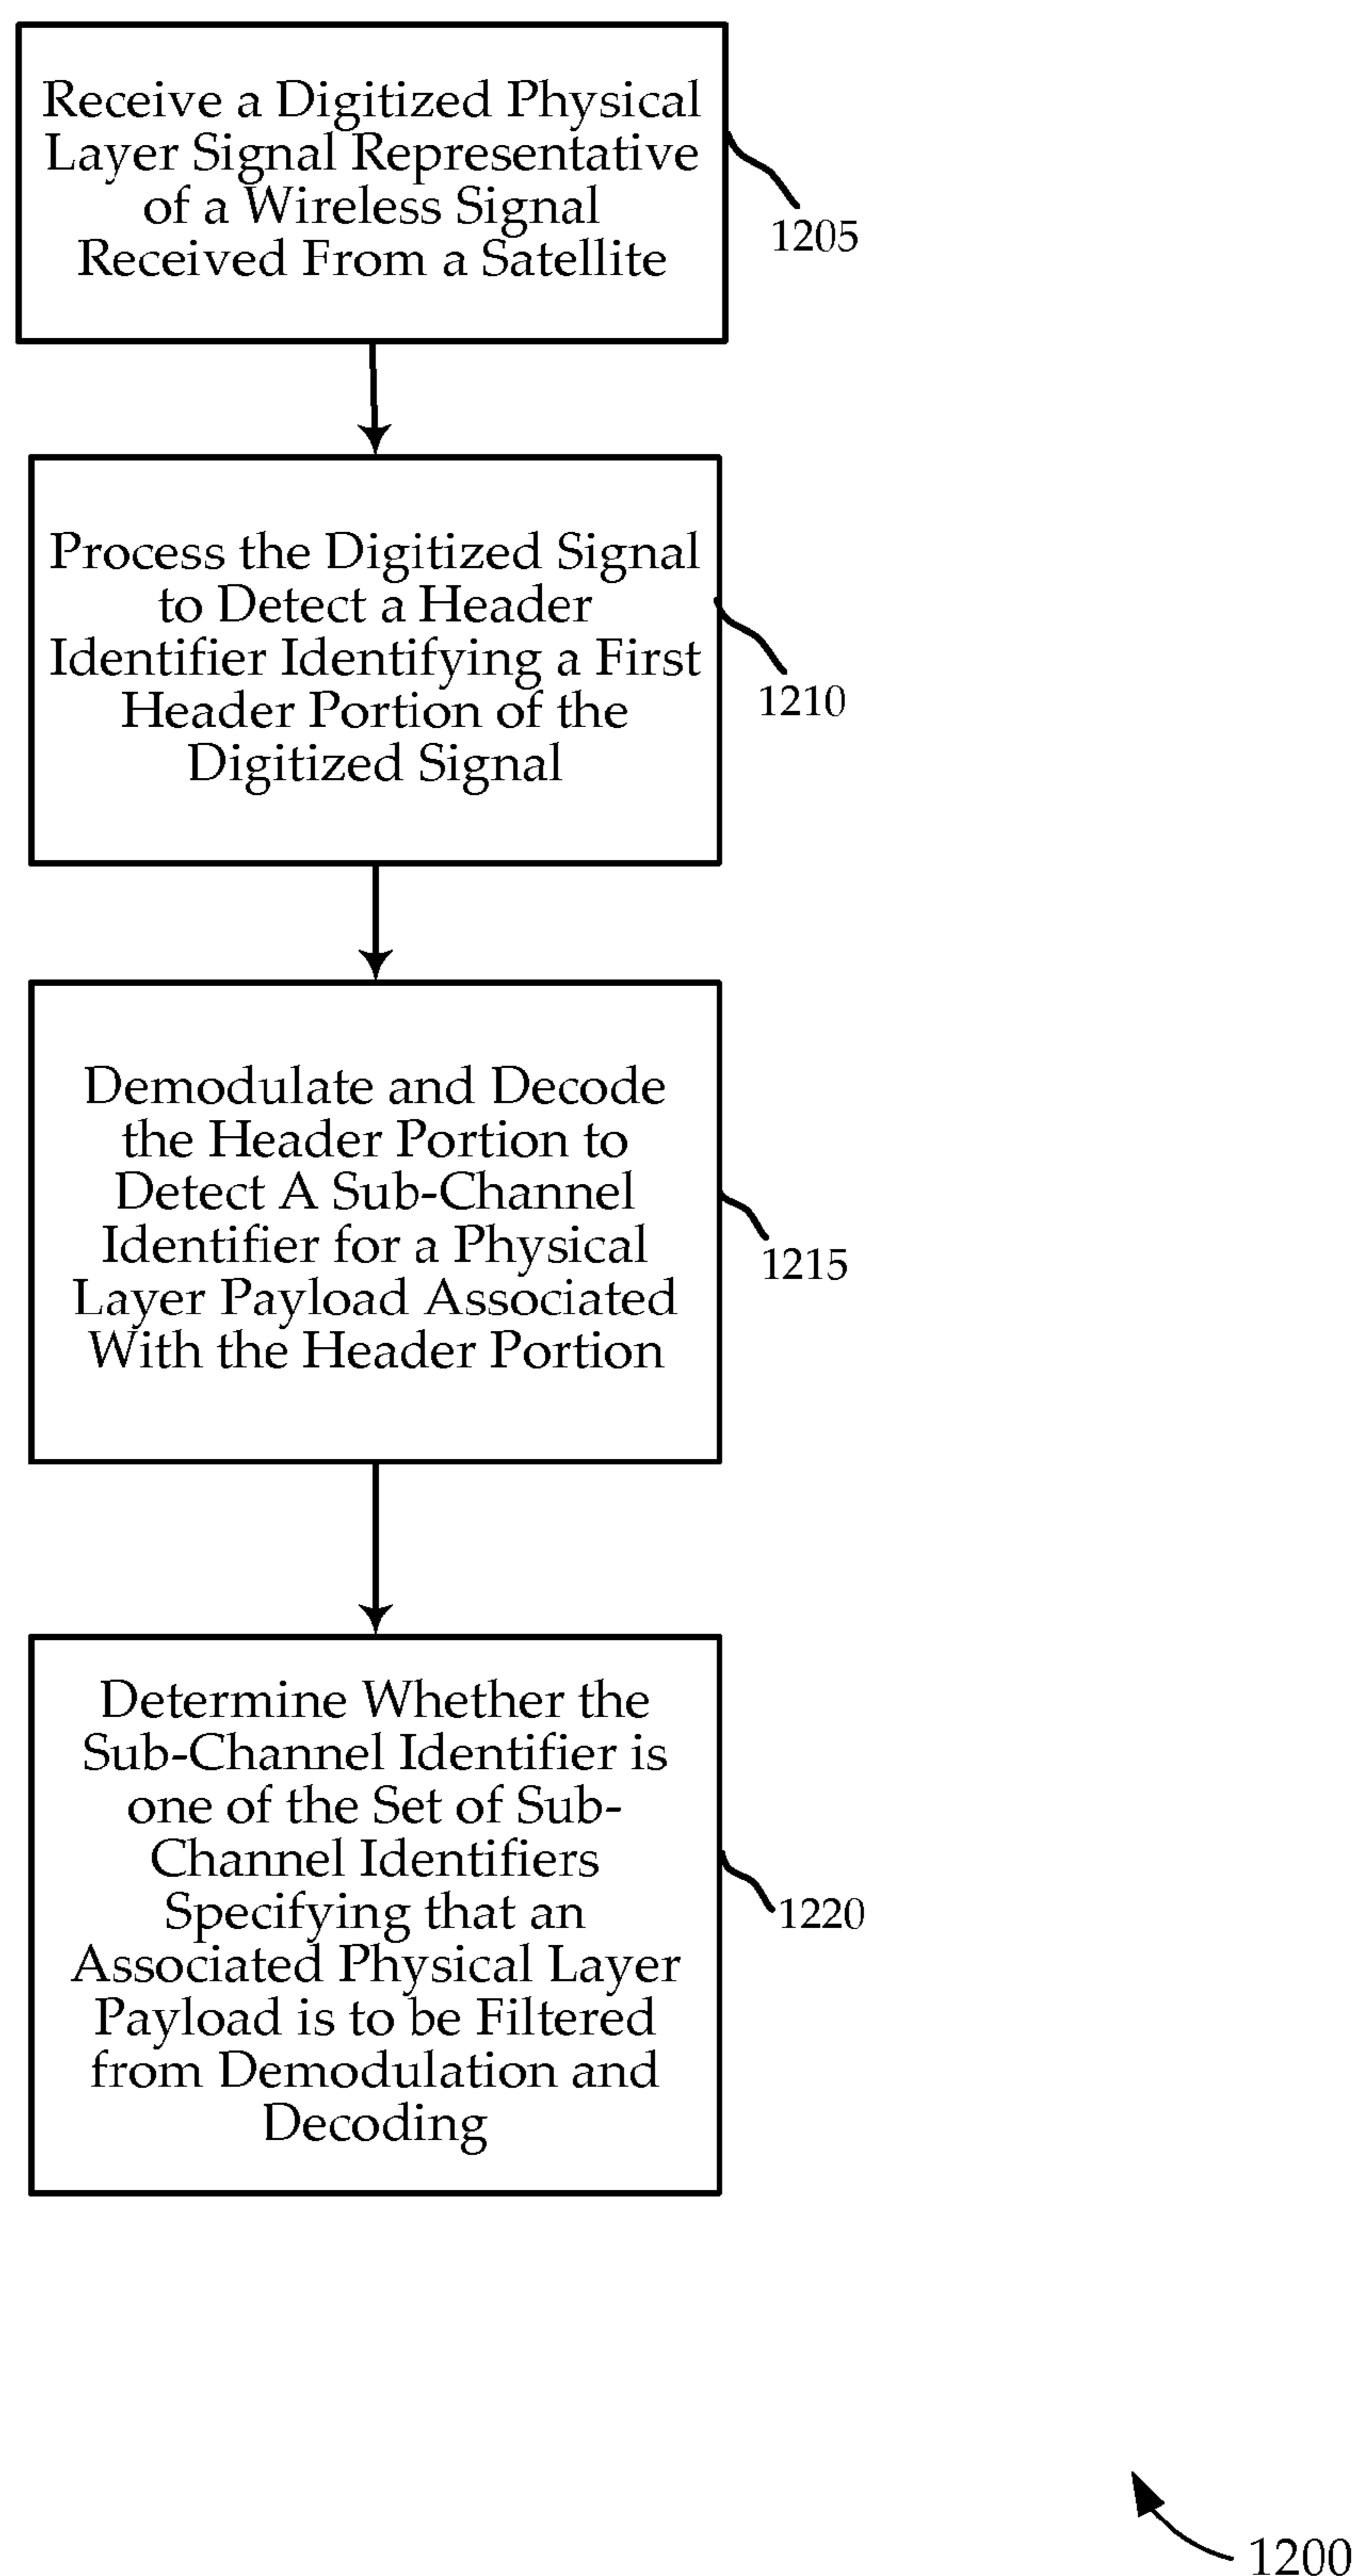 Receive a Digitized Physical
Layer Signal Representative
of a Wireless Signal
Received From a Satellite
1205
Process the Digitized Signal
to Detect a Header
Identifier Identifying a First
Header Portion of the
Digitized Signal
1210
Demodulate and Decode
the Header Portion to
Detect A Sub-Channel
Identifier for a Physical
Layer Payload Associated
With the Header Portion
1215
Determine Whether the
Sub-Channel Identifier is
one of the Set of Sub-
Channel Identifiers
Specifying that an
Associated Physical Layer
Payload is to be Filtered
from Demodulation and
Decoding
1220
1200